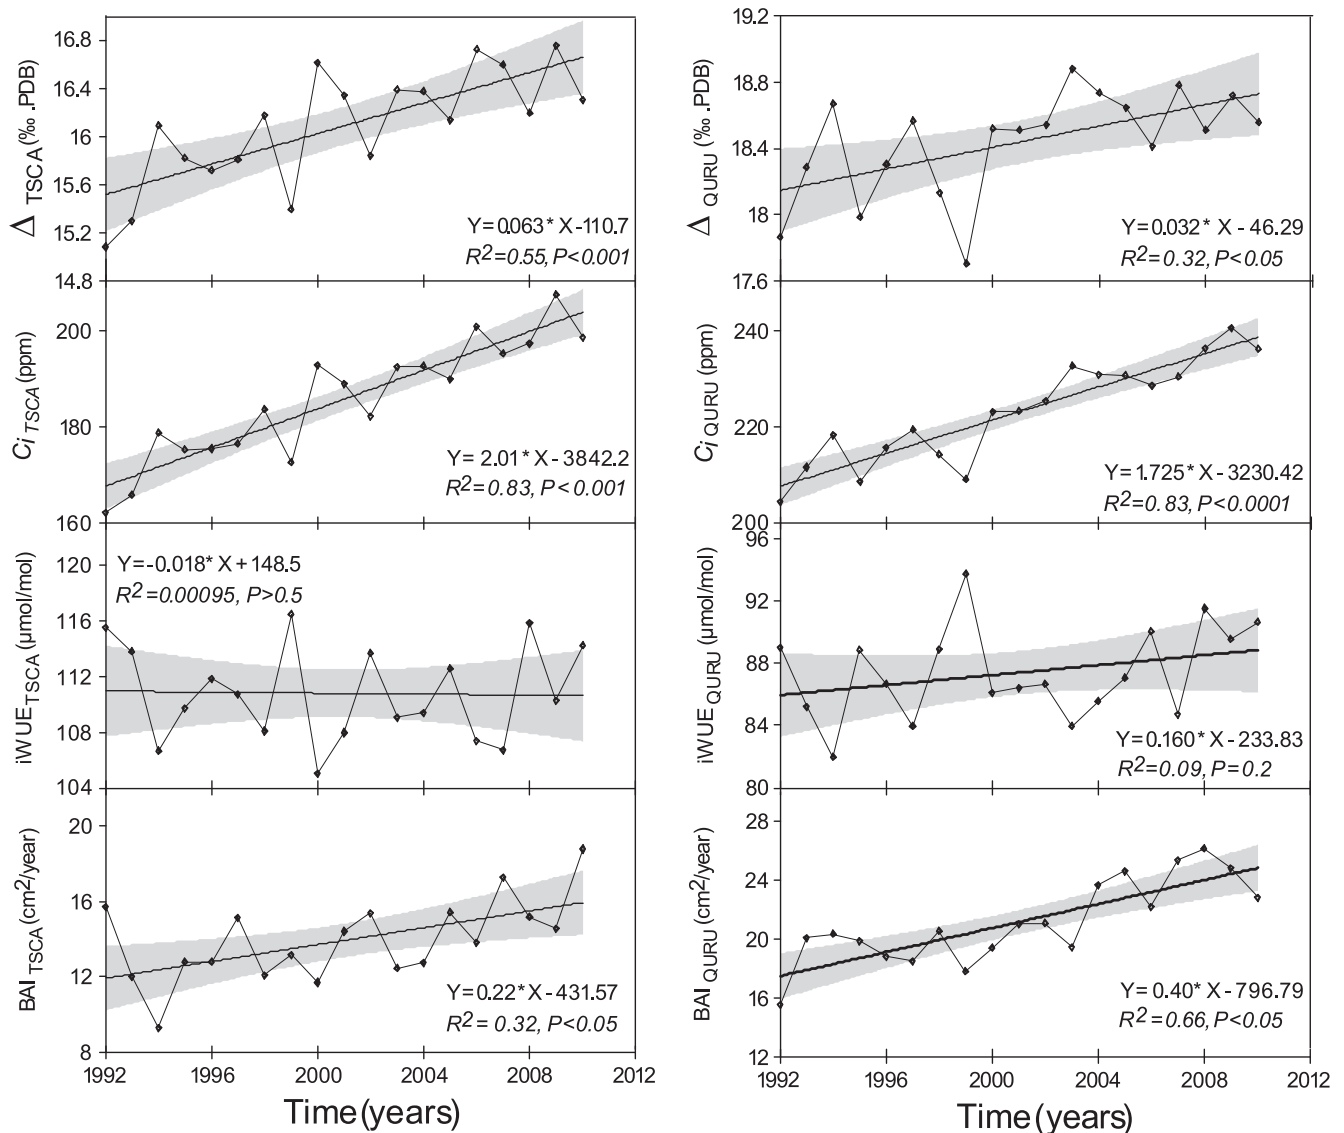 Δ TSCA (‰ .PDB)
16.8
16.4
16
15.6
15.2
14.8
Y=0.063* X-110.7
R2=0.55, P<0.001
Δ QURU (‰ .PDB)
19.2
18.8
18.4
18
17.6
Y=0.032* X - 46.29
R2=0.32, P<0.05
Ci TSCA (ppm)
200
180
160
Y= 2.01* X- 3842.2
R2=0.83, P<0.001
Ci QURU (ppm)
240
220
200
Y=1.725* X- 3230.42
R2=0.83, P<0.0001
iWUE TSCA (µmol/mol)
120
116
112
108
104
Y=-0.018* X+148.5
R2=0.00095, P>0.5
iWUE QURU (µmol/mol)
96
92
88
84
80
Y=0.160* X-233.83
R2=0.09, P=0.2
BAI TSCA (cm2/year)
20
16
12
8
Y=0.22* X-431.57
R2= 0.32, P<0.05
1992 1996 2000 2004 2008 2012
Time (years)
BAI QURU (cm2/year)
28
24
20
16
12
Y= 0.40* X-796.79
R2=0.66, P<0.05
1992 1996 2000 2004 2008 2012
Time (years)